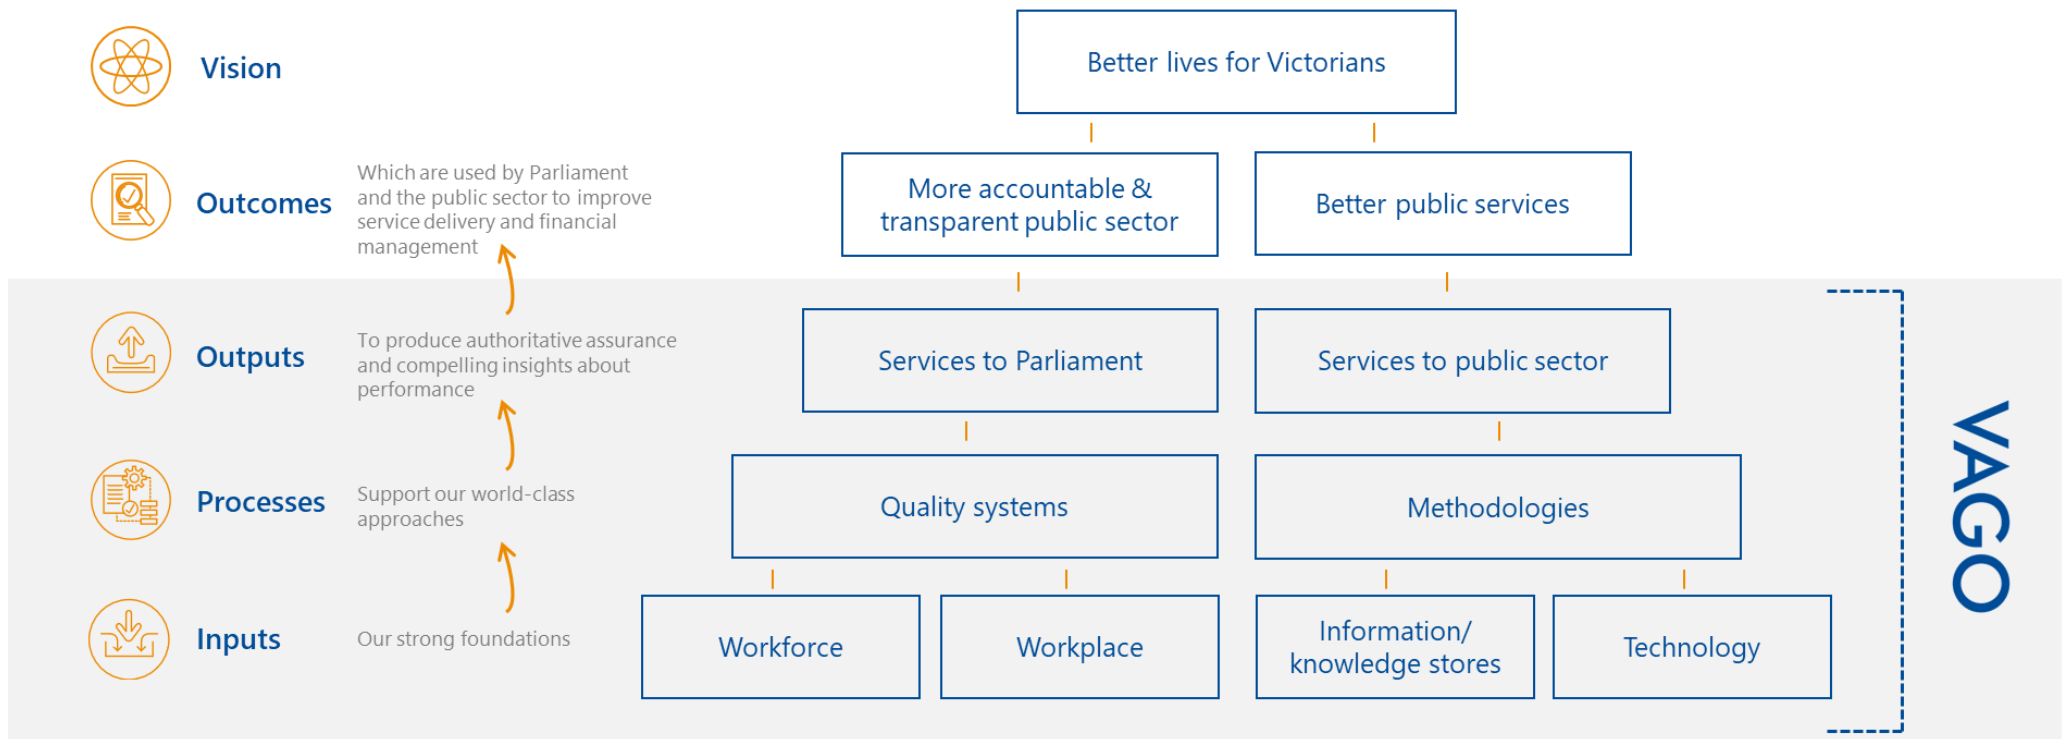 Vision
Better lives for Victorians
Outcomes
Which are used by Parliament
and the public sector to improve
service delivery and financial
management
More accountable &
transparent public sector
Better public services
Outputs
To produce authoritative assurance
and compelling insights about
performance
Services to Parliament
Services to public sector
Processes
Support our world-class
approaches
Quality systems
Methodologies
Inputs
Our strong foundations
Workforce
Workplace
Information/
knowledge stores
Technology
VAGO